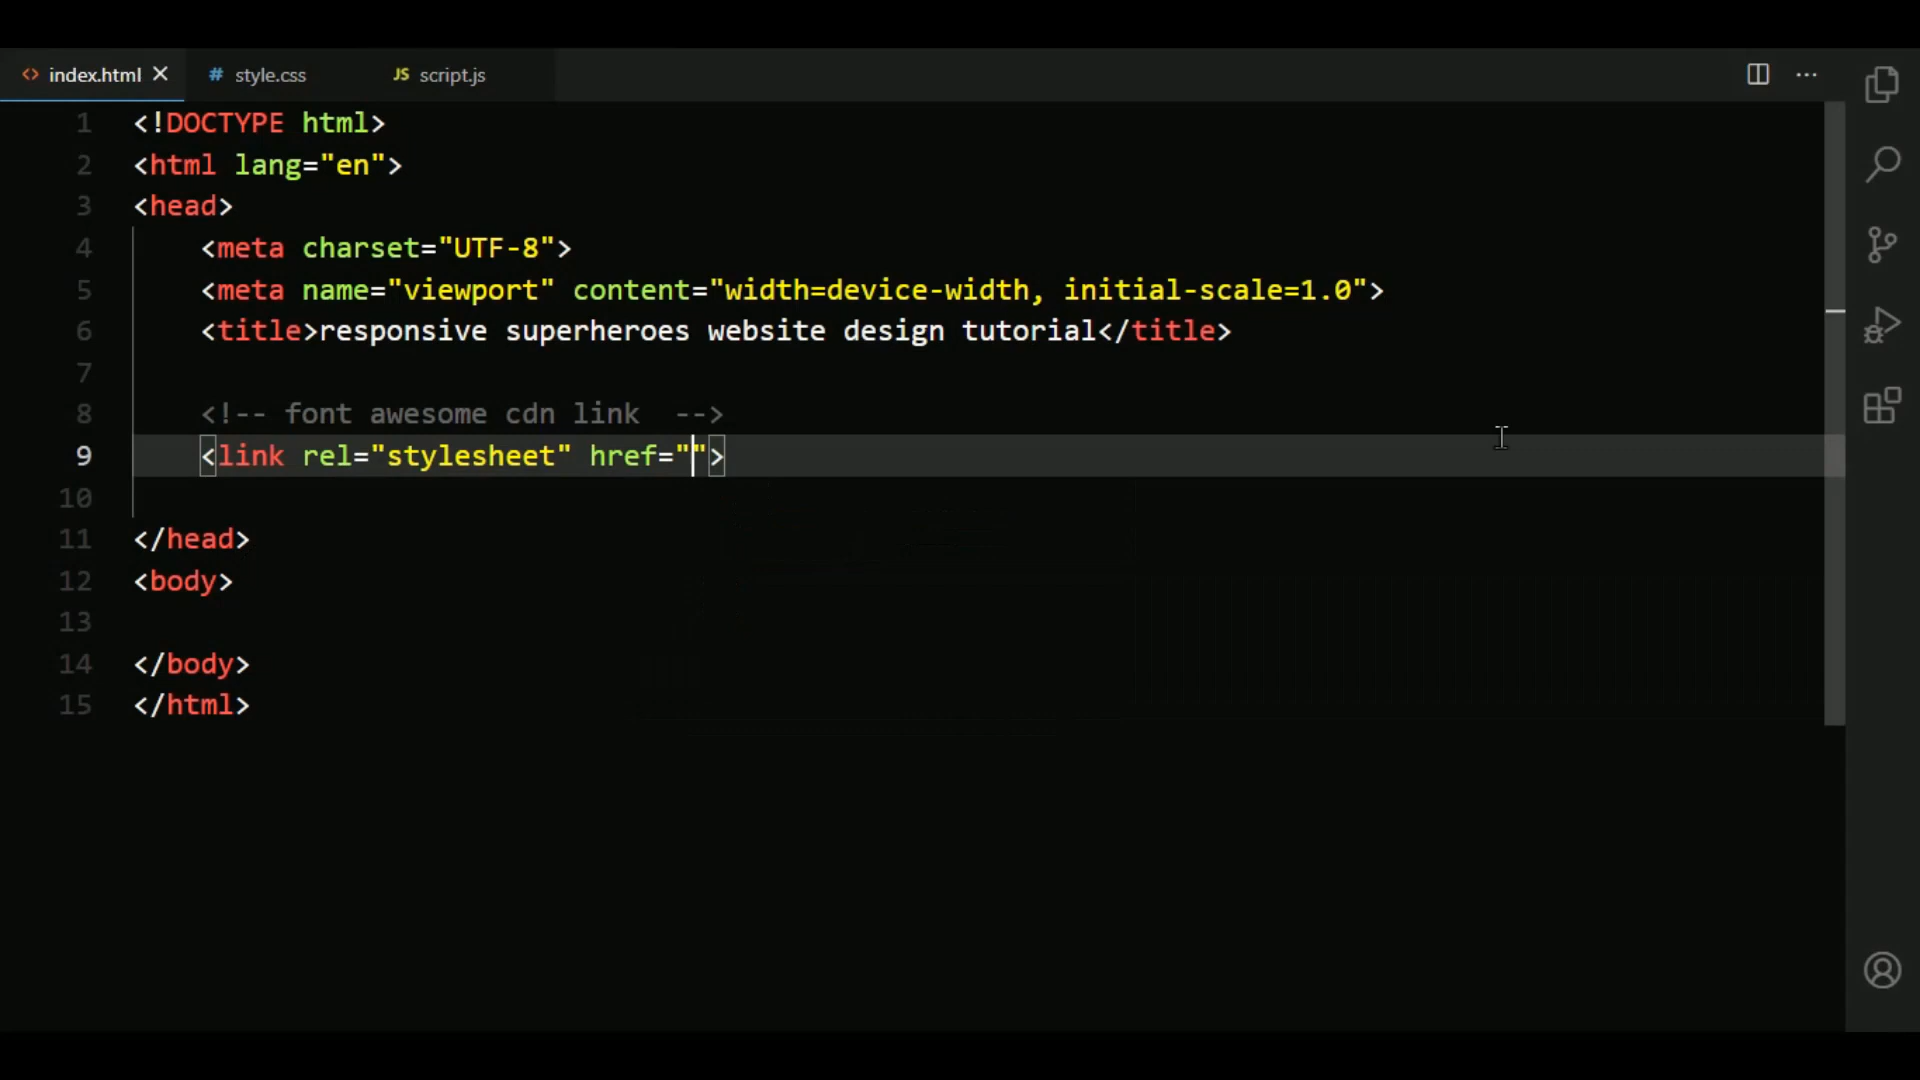 <> index.html × # style.css JS script.js
1 <!DOCTYPE html>
2 <html lang="en">
3 <head>
4 <meta charset="UTF-8">
5 <meta name="viewport" content="width=device-width, initial-scale=1.0">
6 <title>responsive superheroes website design tutorial</title>
7
8 <!-- font awesome cdn link  -->
9 <link rel="stylesheet" href="">
10
11 </head>
12 <body>
13
14 </body>
15 </html>